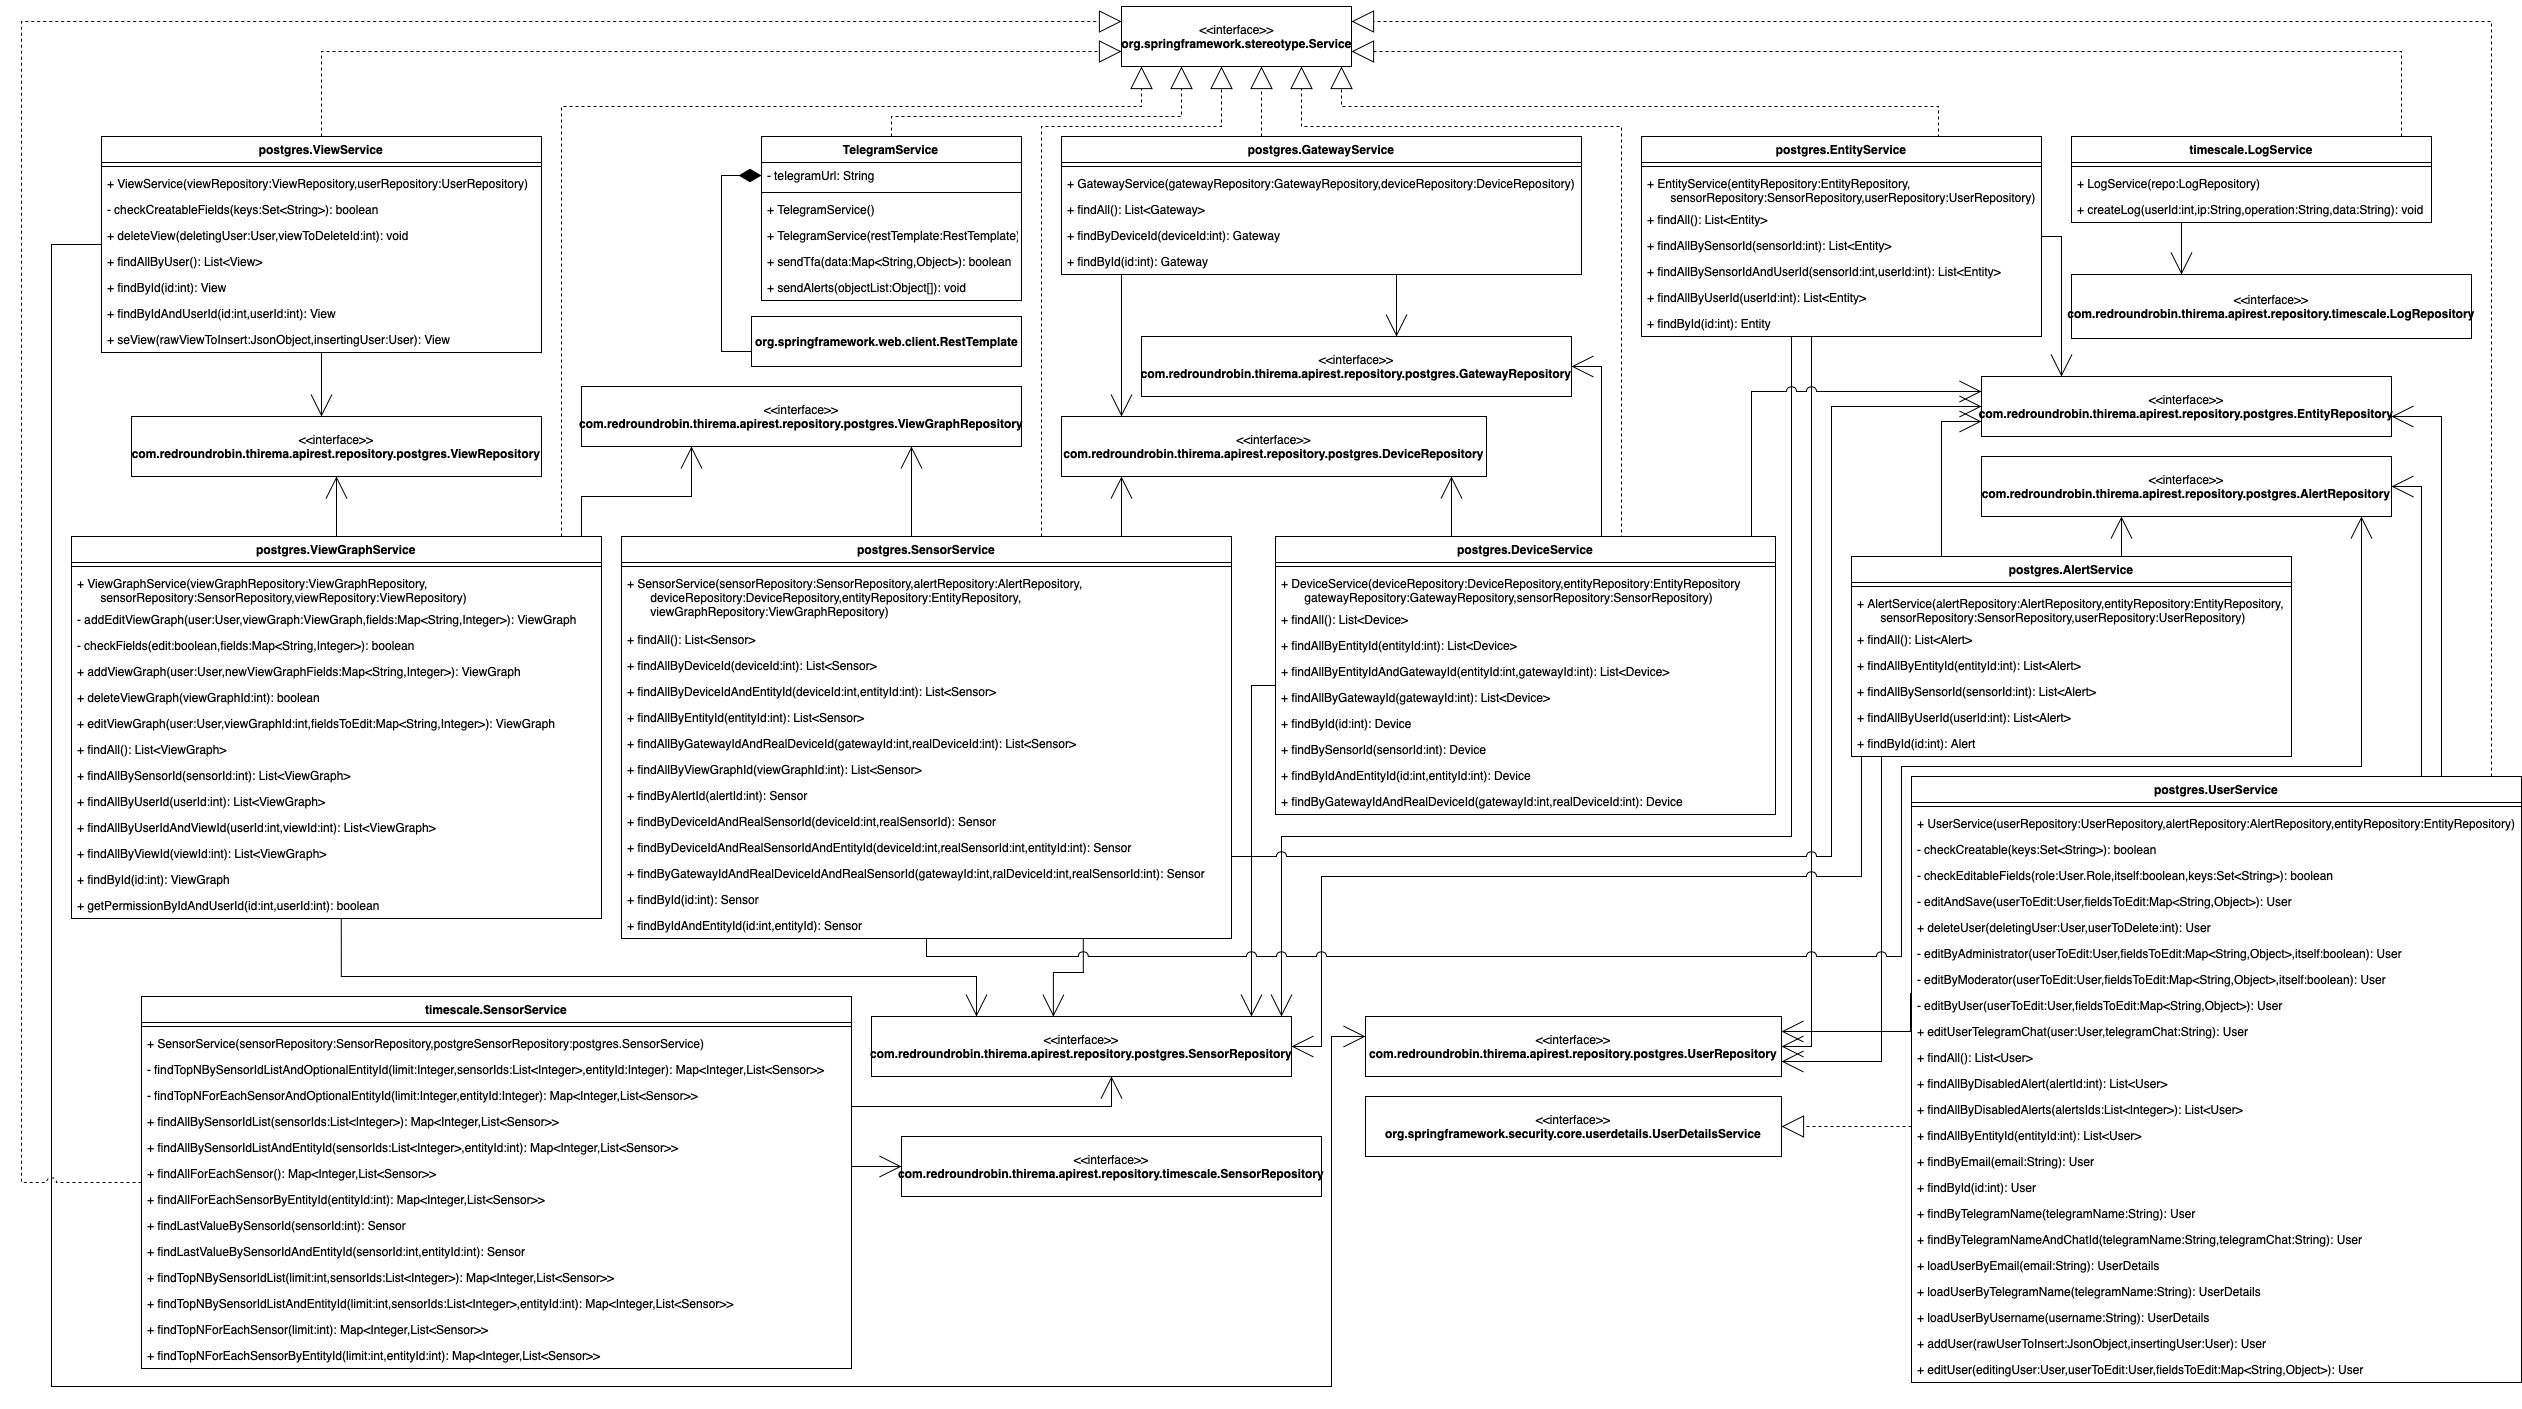 <<interface>>
org.springframework.stereotype.Service
postgres.ViewService
+ ViewService(viewRepository:ViewRepository,userRepository:UserRepository)
- checkCreatableFields(keys:Set<String>): boolean
+ deleteView(deletingUser:User,viewToDeleteId:int): void
+ findAllByUser(): List<View>
+ findById(id:int): View
+ findByIdAndUserId(id:int,userId:int): View
+ seView(rawViewToInsert:JsonObject,insertingUser:User): View
TelegramService
- telegramUrl: String
+ TelegramService()
+ TelegramService(restTemplate:RestTemplate)
+ sendTfa(data:Map<String,Object>): boolean
+ sendAlerts(objectList:Object[]): void
org.springframework.web.client.RestTemplate
postgres.GatewayService
+ GatewayService(gatewayRepository:GatewayRepository,deviceRepository:DeviceRepository)
+ findAll(): List<Gateway>
+ findByDeviceId(deviceId:int): Gateway
+ findById(id:int): Gateway
postgres.EntityService
+ EntityService(entityRepository:EntityRepository,
sensorRepository:SensorRepository,userRepository:UserRepository)
+ findAll(): List<Entity>
+ findAllBySensorId(sensorId:int): List<Entity>
+ findAllBySensorIdAndUserId(sensorId:int,userId:int): List<Entity>
+ findAllByUserId(userId:int): List<Entity>
+ findById(id:int): Entity
timescale.LogService
+ LogService(repo:LogRepository)
+ createLog(userId:int,ip:String,operation:String,data:String): void
<<interface>>
com.redroundrobin.thirema.apirest.repository.timescale.LogRepository
<<interface>>
com.redroundrobin.thirema.apirest.repository.postgres.GatewayRepository
<<interface>>
com.redroundrobin.thirema.apirest.repository.postgres.EntityRepository
<<interface>>
com.redroundrobin.thirema.apirest.repository.postgres.ViewGraphRepository
<<interface>>
com.redroundrobin.thirema.apirest.repository.postgres.ViewRepository
<<interface>>
com.redroundrobin.thirema.apirest.repository.postgres.DeviceRepository
<<interface>>
com.redroundrobin.thirema.apirest.repository.postgres.AlertRepository
postgres.ViewGraphService
+ ViewGraphService(viewGraphRepository:ViewGraphRepository,
sensorRepository:SensorRepository,viewRepository:ViewRepository)
- addEditViewGraph(user:User,viewGraph:ViewGraph,fields:Map<String,Integer>): ViewGraph
- checkFields(edit:boolean,fields:Map<String,Integer>): boolean
+ addViewGraph(user:User,newViewGraphFields:Map<String,Integer>): ViewGraph
+ deleteViewGraph(viewGraphId:int): boolean
+ editViewGraph(user:User,viewGraphId:int,fieldsToEdit:Map<String,Integer>): ViewGraph
+ findAll(): List<ViewGraph>
+ findAllBySensorId(sensorId:int): List<ViewGraph>
+ findAllByUserId(userId:int): List<ViewGraph>
+ findAllByUserIdAndViewId(userId:int,viewId:int): List<ViewGraph>
+ findAllByViewId(viewId:int): List<ViewGraph>
+ findById(id:int): ViewGraph
+ getPermissionByIdAndUserId(id:int,userId:int): boolean
postgres.SensorService
+ SensorService(sensorRepository:SensorRepository,alertRepository:AlertRepository,
deviceRepository:DeviceRepository,entityRepository:EntityRepository,
viewGraphRepository:ViewGraphRepository)
+ findAll(): List<Sensor>
+ findAllByDeviceId(deviceId:int): List<Sensor>
+ findAllByDeviceIdAndEntityId(deviceId:int,entityId:int): List<Sensor>
+ findAllByEntityId(entityId:int): List<Sensor>
+ findAllByGatewayIdAndRealDeviceId(gatewayId:int,realDeviceId:int): List<Sensor>
+ findAllByViewGraphId(viewGraphId:int): List<Sensor>
+ findByAlertId(alertId:int): Sensor
+ findByDeviceIdAndRealSensorId(deviceId:int,realSensorId): Sensor
+ findByDeviceIdAndRealSensorIdAndEntityId(deviceId:int,realSensorId:int,entityId:int): Sensor
+ findByGatewayIdAndRealDeviceIdAndRealSensorId(gatewayId:int,ralDeviceId:int,realSensorId:int): Sensor
+ findById(id:int): Sensor
+ findByIdAndEntityId(id:int,entityId): Sensor
postgres.DeviceService
+ DeviceService(deviceRepository:DeviceRepository,entityRepository:EntityRepository
gatewayRepository:GatewayRepository,sensorRepository:SensorRepository)
+ findAll(): List<Device>
+ findAllByEntityId(entityId:int): List<Device>
+ findAllByEntityIdAndGatewayId(entityId:int,gatewayId:int): List<Device>
+ findAllByGatewayId(gatewayId:int): List<Device>
+ findById(id:int): Device
+ findBySensorId(sensorId:int): Device
+ findByIdAndEntityId(id:int,entityId:int): Device
+ findByGatewayIdAndRealDeviceId(gatewayId:int,realDeviceId:int): Device
postgres.AlertService
+ AlertService(alertRepository:AlertRepository,entityRepository:EntityRepository,
sensorRepository:SensorRepository,userRepository:UserRepository)
+ findAll(): List<Alert>
+ findAllByEntityId(entityId:int): List<Alert>
+ findAllBySensorId(sensorId:int): List<Alert>
+ findAllByUserId(userId:int): List<Alert>
+ findById(id:int): Alert
postgres.UserService
+ UserService(userRepository:UserRepository,alertRepository:AlertRepository,entityRepository:EntityRepository)
- checkCreatable(keys:Set<String>): boolean
- checkEditableFields(role:User.Role,itself:boolean,keys:Set<String>): boolean
- editAndSave(userToEdit:User,fieldsToEdit:Map<String,Object>): User
+ deleteUser(deletingUser:User,userToDelete:int): User
- editByAdministrator(userToEdit:User,fieldsToEdit:Map<String,Object>,itself:boolean): User
- editByModerator(userToEdit:User,fieldsToEdit:Map<String,Object>,itself:boolean): User
- editByUser(userToEdit:User,fieldsToEdit:Map<String,Object>): User
+ editUserTelegramChat(user:User,telegramChat:String): User
+ findAll(): List<User>
+ findAllByDisabledAlert(alertId:int): List<User>
+ findAllByDisabledAlerts(alertsIds:List<Integer>): List<User>
+ findAllByEntityId(entityId:int): List<User>
+ findByEmail(email:String): User
+ findById(id:int): User
+ findByTelegramName(telegramName:String): User
+ findByTelegramNameAndChatId(telegramName:String,telegramChat:String): User
+ loadUserByEmail(email:String): UserDetails
+ loadUserByTelegramName(telegramName:String): UserDetails
+ loadUserByUsername(username:String): UserDetails
+ addUser(rawUserToInsert:JsonObject,insertingUser:User): User
+ editUser(editingUser:User,userToEdit:User,fieldsToEdit:Map<String,Object>): User
timescale.SensorService
+ SensorService(sensorRepository:SensorRepository,postgreSensorRepository:postgres.SensorService)
- findTopNBySensorIdListAndOptionalEntityId(limit:Integer,sensorIds:List<Integer>,entityId:Integer): Map<Integer,List<Sensor>>
- findTopNForEachSensorAndOptionalEntityId(limit:Integer,entityId:Integer): Map<Integer,List<Sensor>>
+ findAllBySensorIdList(sensorIds:List<Integer>): Map<Integer,List<Sensor>>
+ findAllBySensorIdListAndEntityId(sensorIds:List<Integer>,entityId:int): Map<Integer,List<Sensor>>
+ findAllForEachSensor(): Map<Integer,List<Sensor>>
+ findAllForEachSensorByEntityId(entityId:int): Map<Integer,List<Sensor>>
+ findLastValueBySensorId(sensorId:int): Sensor
+ findLastValueBySensorIdAndEntityId(sensorId:int,entityId:int): Sensor
+ findTopNBySensorIdList(limit:int,sensorIds:List<Integer>): Map<Integer,List<Sensor>>
+ findTopNBySensorIdListAndEntityId(limit:int,sensorIds:List<Integer>,entityId:int): Map<Integer,List<Sensor>>
+ findTopNForEachSensor(limit:int): Map<Integer,List<Sensor>>
+ findTopNForEachSensorByEntityId(limit:int,entityId:int): Map<Integer,List<Sensor>>
<<interface>>
com.redroundrobin.thirema.apirest.repository.postgres.SensorRepository
<<interface>>
com.redroundrobin.thirema.apirest.repository.postgres.UserRepository
<<interface>>
org.springframework.security.core.userdetails.UserDetailsService
<<interface>>
com.redroundrobin.thirema.apirest.repository.timescale.SensorRepository